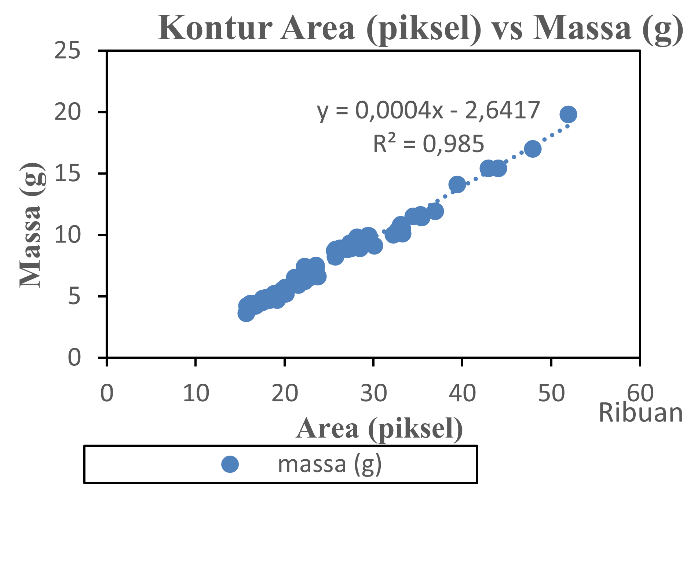 Kontur Area (piksel) vs Massa (g)
25
20
15
10
5
0
Massa (g)
y = 0,0004x - 2,6417
R² = 0,985
0 10 20 30 40 50 60
Ribuan
Area (piksel)
massa (g)